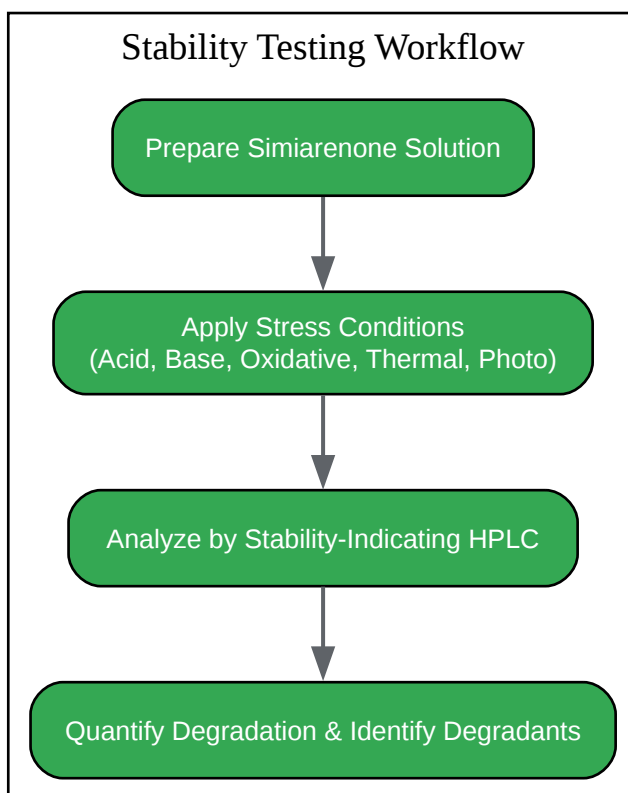 Stability Testing Workflow
Prepare Simiarenone Solution
Apply Stress Conditions
(Acid, Base, Oxidative, Thermal, Photo)
Analyze by Stability-Indicating HPLC
Quantify Degradation & Identify Degradants